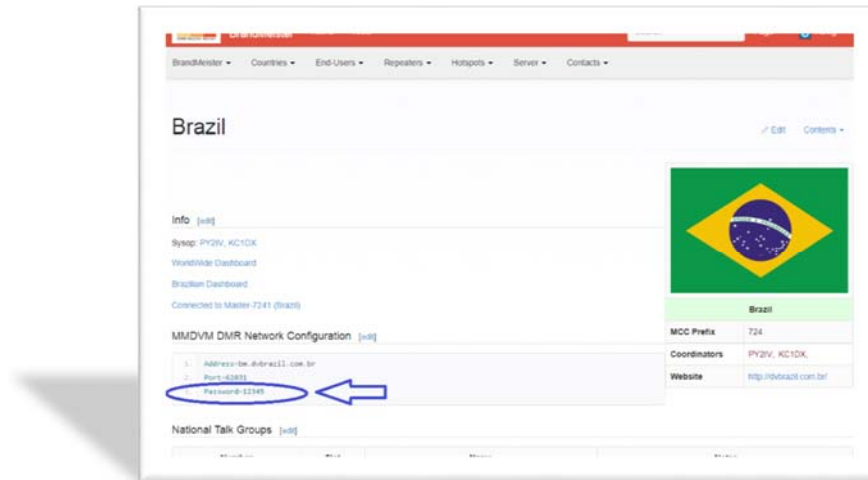 BrandMeister
BrandMeister Countries End-Users Repeaters Hotspots Server Contacts
Brazil
Edit Contents
Info [edit]
Sysop: PY2IV, KC1DX
WorldWide Dashboard
Brazilian Dashboard
Connected to Master-7241 (Brazil)
Brazil
MMDVM DMR Network Configuration [edit]
MCC Prefix 724
1. Address=bm.dvbrazil.com.br
Coordinators PY2IV, KC1DX,
2. Port=62031
Website http://dvbrazil.com.br/
3. Password=12345
National Talk Groups [edit]